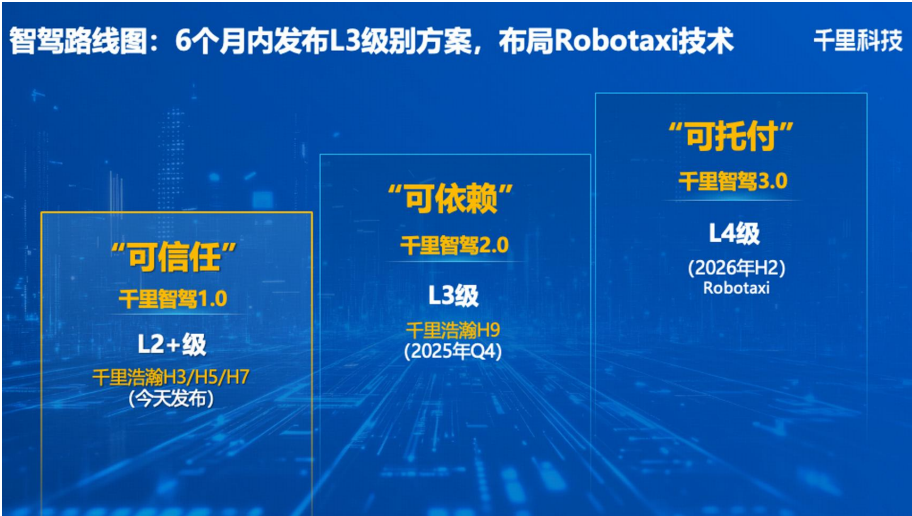 智驾路线图：6个月内发布L3级别方案，布局Robotaxi技术
千里科技
“可信任”
千里智驾1.0
L2+级
千里浩瀚H3/H5/H7
(今天发布)
“可依赖”
千里智驾2.0
L3级
千里浩瀚H9
(2025年Q4)
“可托付”
千里智驾3.0
L4级
(2026年H2)
Robotaxi